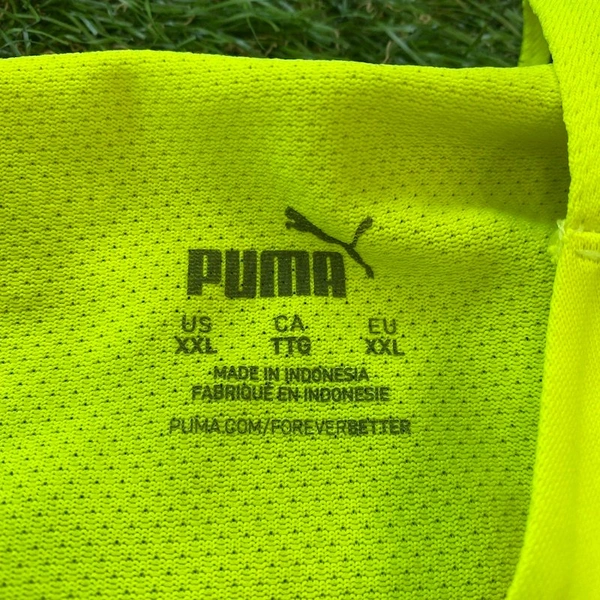 PUMA
US CA EU
XXL TTG XXL
MADE IN INDONESIA
FABRIQUÉ EN INDONESIE
PUMA.COM/FOREVERBETTER